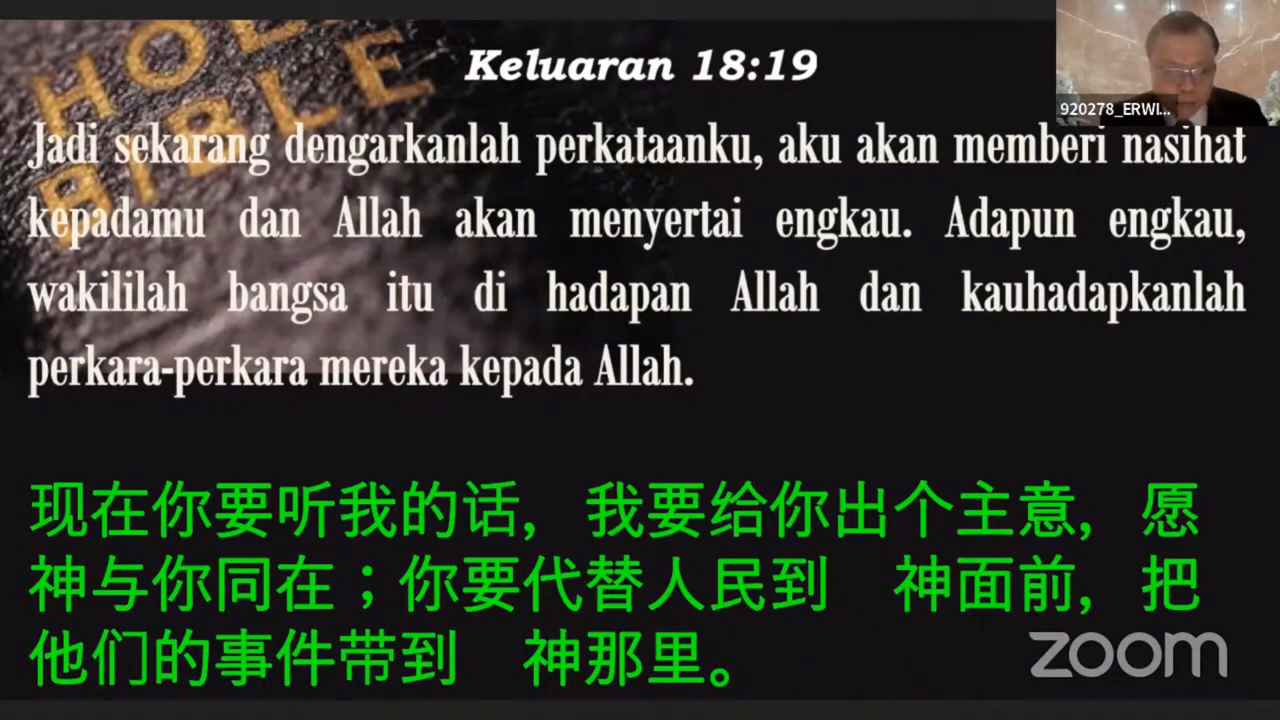 HOL
BIBLE
Keluaran 18:19
920278_ERWI...
Jadi sekarang dengarkanlah perkataanku, aku akan memberi nasihat
kepadamu dan Allah akan menyertai engkau. Adapun engkau,
wakililah bangsa itu di hadapan Allah dan kauhadapkanlah
perkara-perkara mereka kepada Allah.
现在你要听我的话, 我要给你出个主意, 愿
神与你同在；你要代替人民到　神面前, 把
他们的事件带到　神那里。
zoom